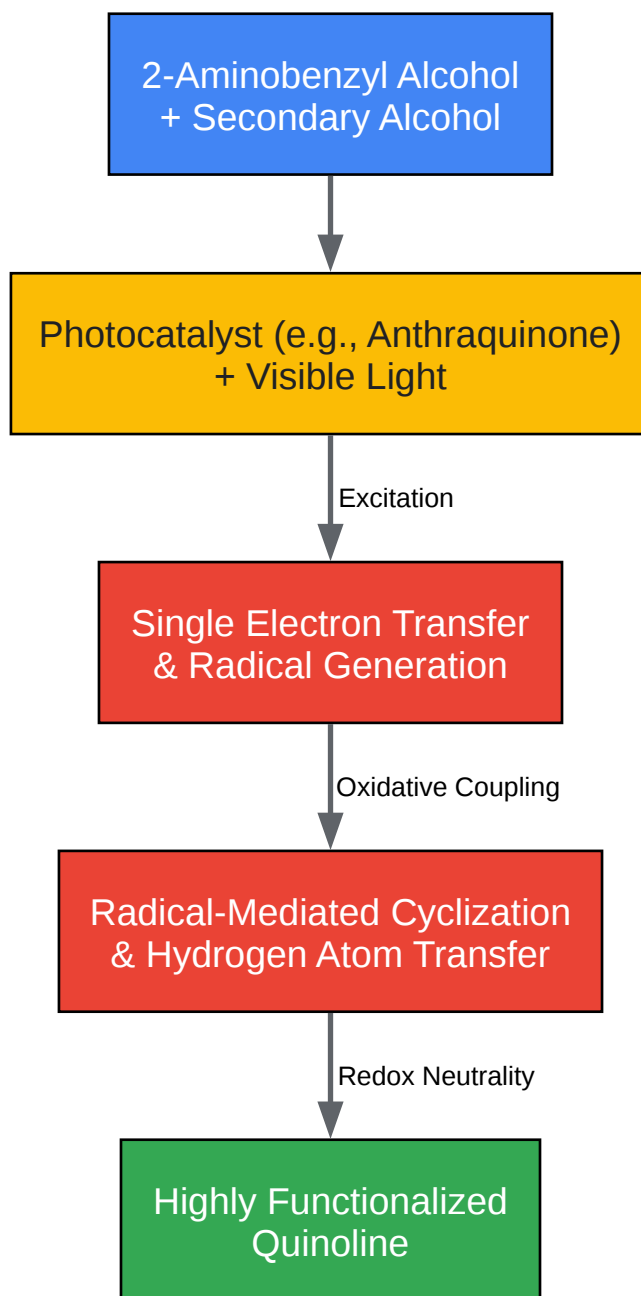 2-Aminobenzyl Alcohol
+ Secondary Alcohol
Photocatalyst (e.g., Anthraquinone)
+ Visible Light
Excitation
Single Electron Transfer
& Radical Generation
Oxidative Coupling
Radical-Mediated Cyclization
& Hydrogen Atom Transfer
Redox Neutrality
Highly Functionalized
Quinoline